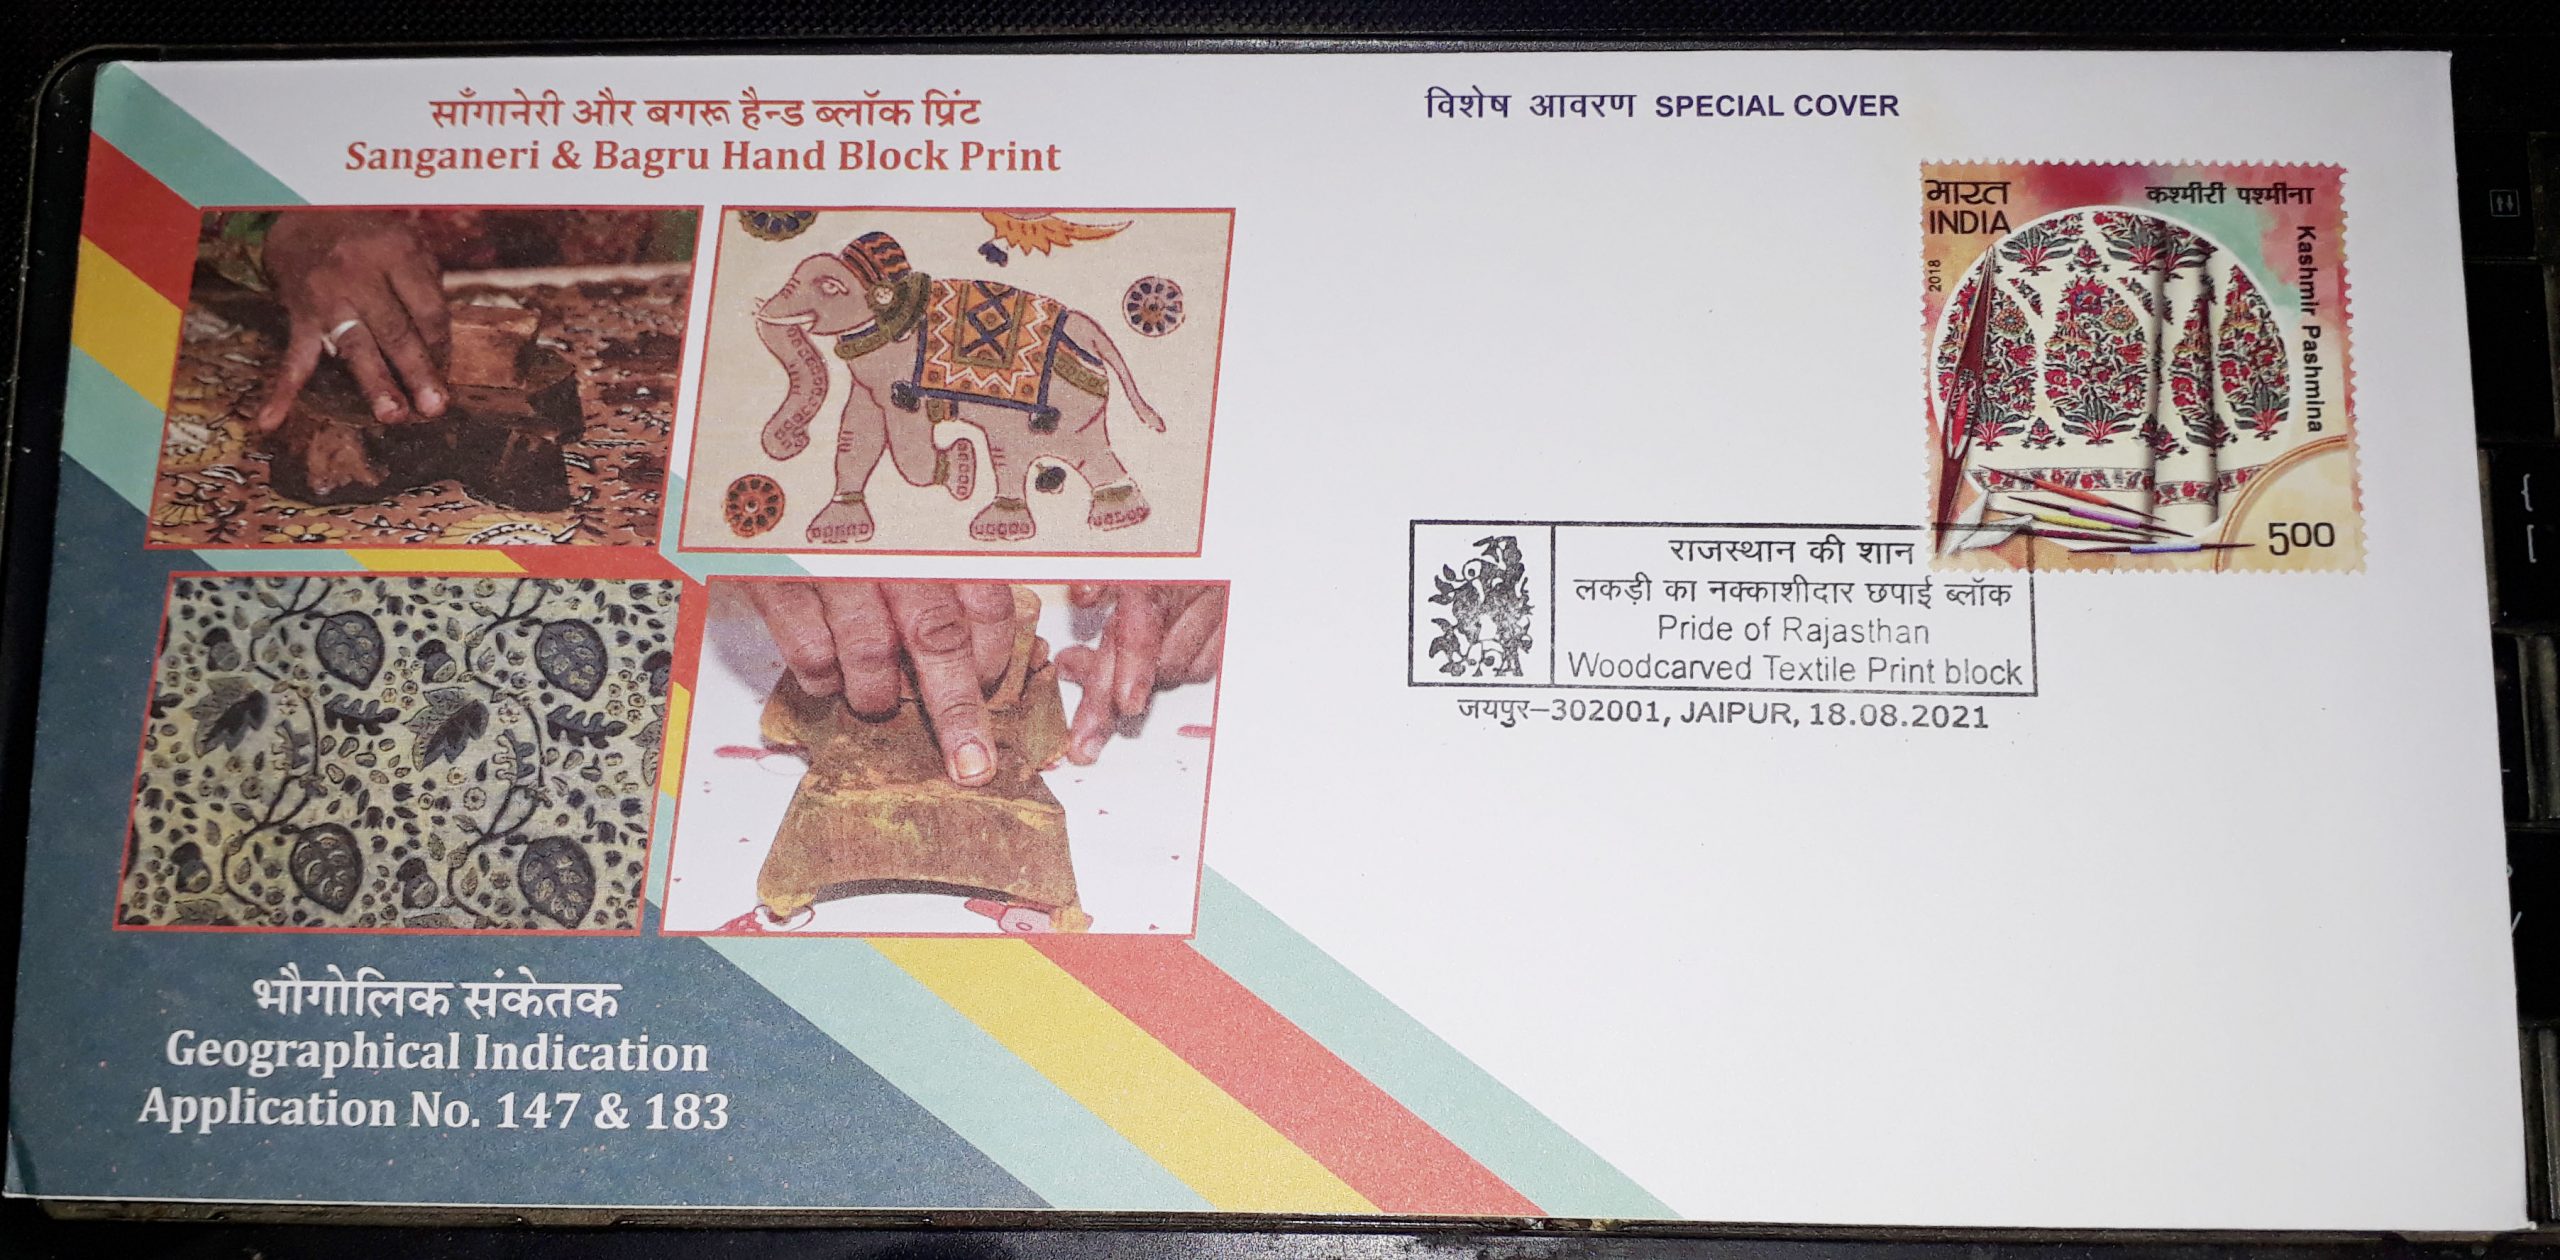 साँगानेरी और बगरू हैन्ड ब्लॉक प्रिंट
Sanganeri & Bagru Hand Block Print
विशेष आवरण SPECIAL COVER
भारत
INDIA
2018
कश्मीरी पश्मीना
Kashmir Pashmina
500
राजस्थान की शान
लकड़ी का नक्काशीदार छपाई ब्लॉक
Pride of Rajasthan
Woodcarved Textile Print block
जयपुर-302001, JAIPUR, 18.08.2021
भौगोलिक संकेतक
Geographical Indication
Application No. 147 & 183